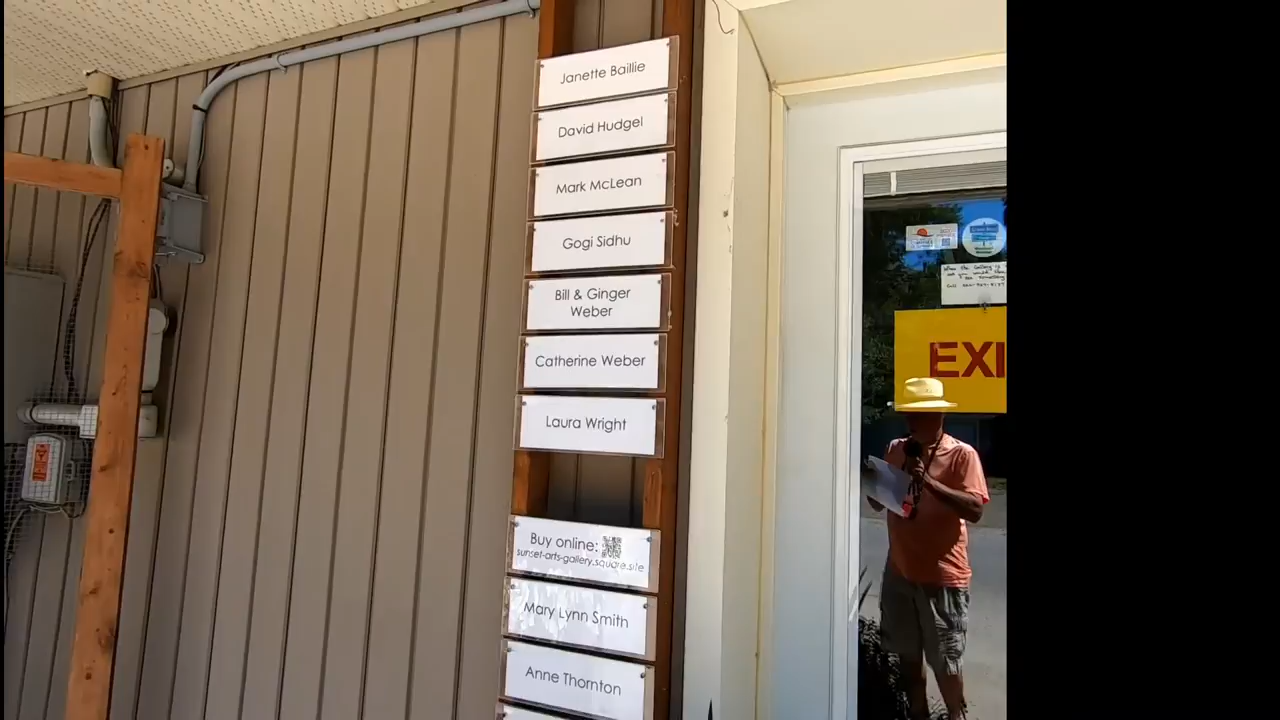 Janette Baillie
David Hudgel
Mark McLean
Gogi Sidhu
Bill & Ginger
Weber
Catherine Weber
Laura Wright
Buy online:
sunset-arts-gallery.square.site
Mary Lynn Smith
Anne Thornton
EXI